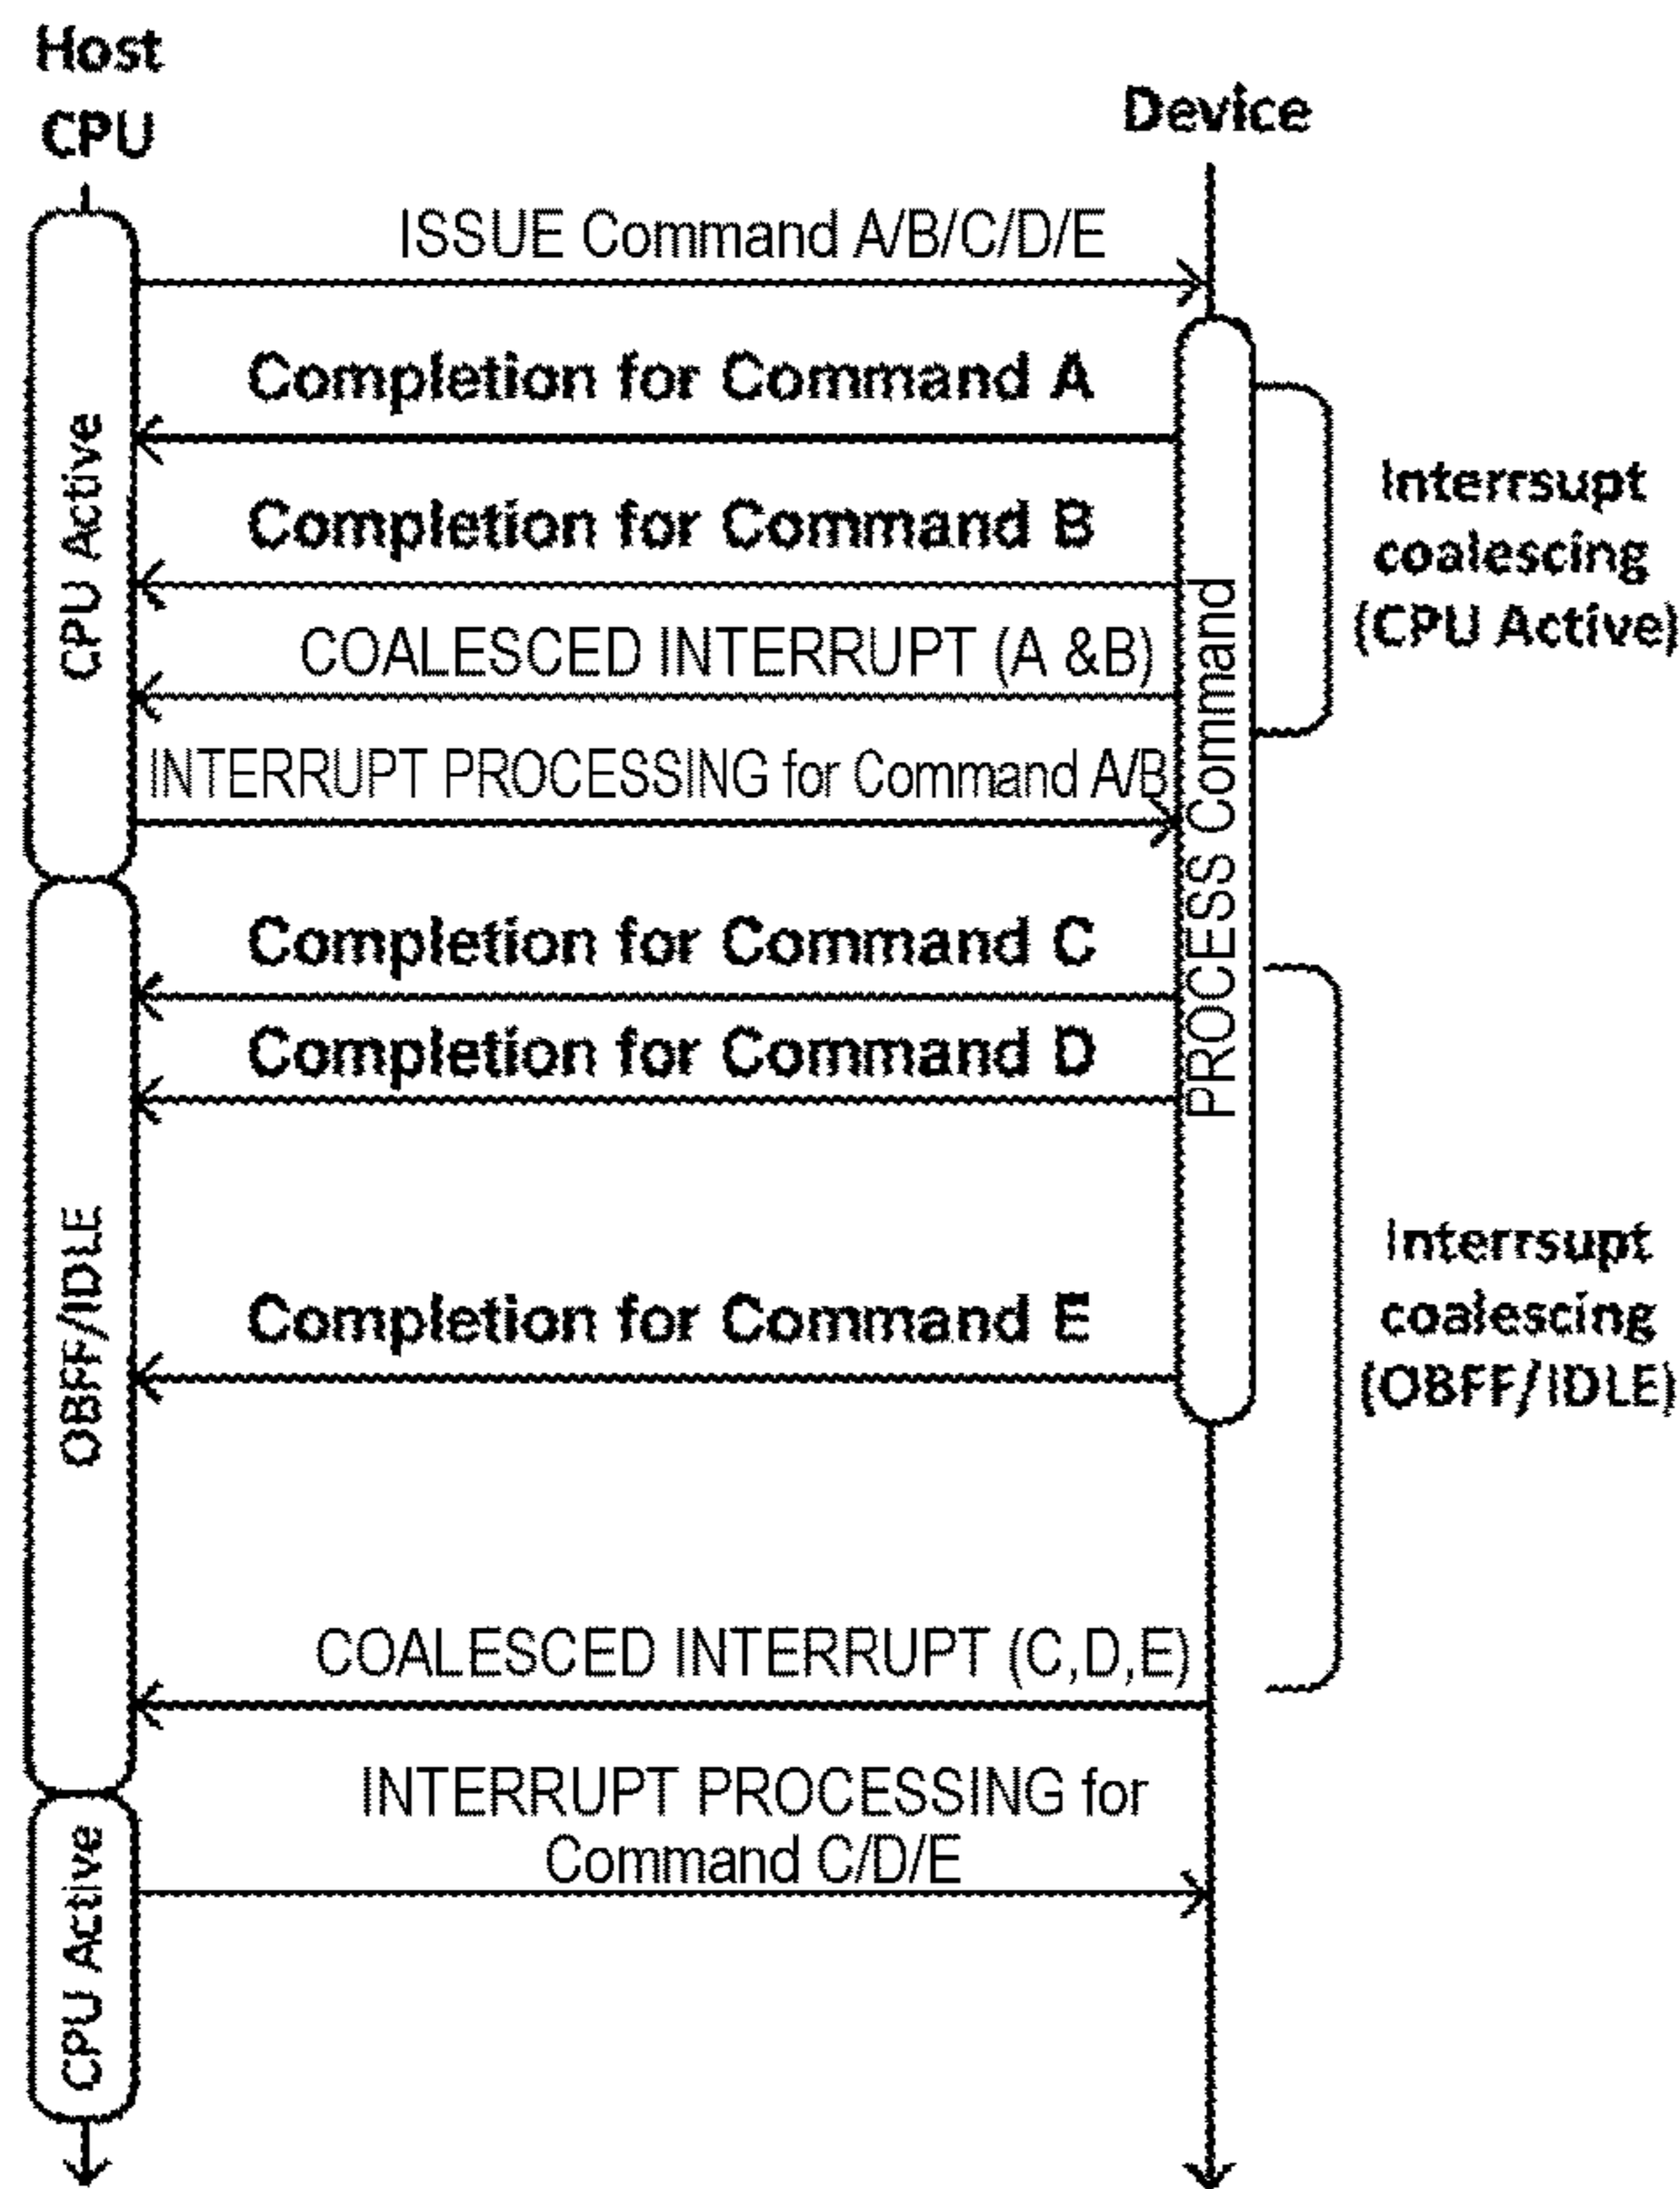 Host
CPU
Device
ISSUE Command A/B/C/D/E
Completion for Command A
CPU Active
Interrsupt
coalescing
(CPU Active)
Completion for Command B
COALESCED INTERRUPT (A &B)
PROCESS Command
INTERRUPT PROCESSING for Command A/B
Completion for Command C
Completion for Command D
OBFF/IDLE
Interrsupt
coalescing
(OBFF/IDLE)
Completion for Command E
COALESCED INTERRUPT (C,D,E)
INTERRUPT PROCESSING for
Command C/D/E
CPU Active